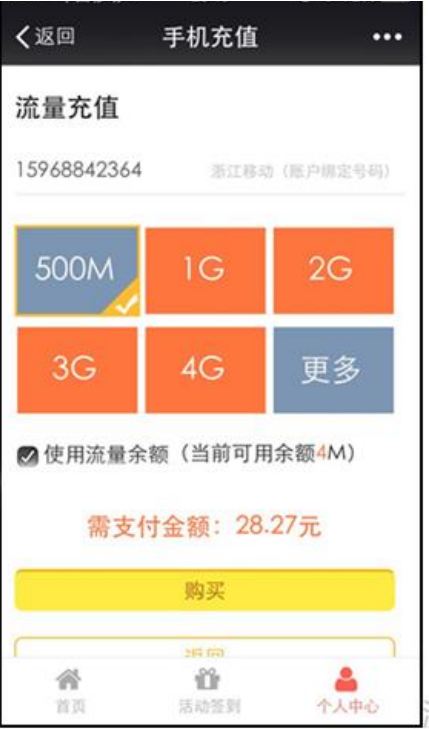 返回 手机充值
流量充值
15968842364 浙江移动（账户绑定号码）
500M 1G 2G
3G 4G 更多
使用流量余额（当前可用余额4M）
需支付金额：28.27元
购买
返回
首页 活动签到 个人中心